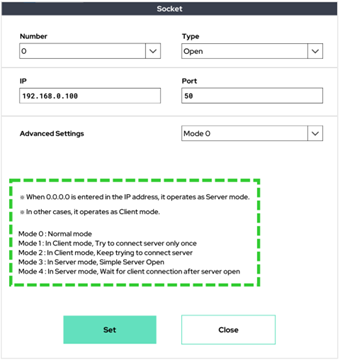 Socket
Number Type
0 Open
IP Port
192.168.0.100 50
Advanced Settings Mode 0
※ When 0.0.0.0 is entered in the IP address, it operates as Server mode.
※ In other cases, it operates as Client mode.
Mode 0 : Normal mode
Mode 1 : In Client mode, Try to connect server only once
Mode 2 : In Client mode, Keep trying to connect server
Mode 3 : In Server mode, Simple Server Open
Mode 4 : In Server mode, Wait for client connection after server open
Set Close